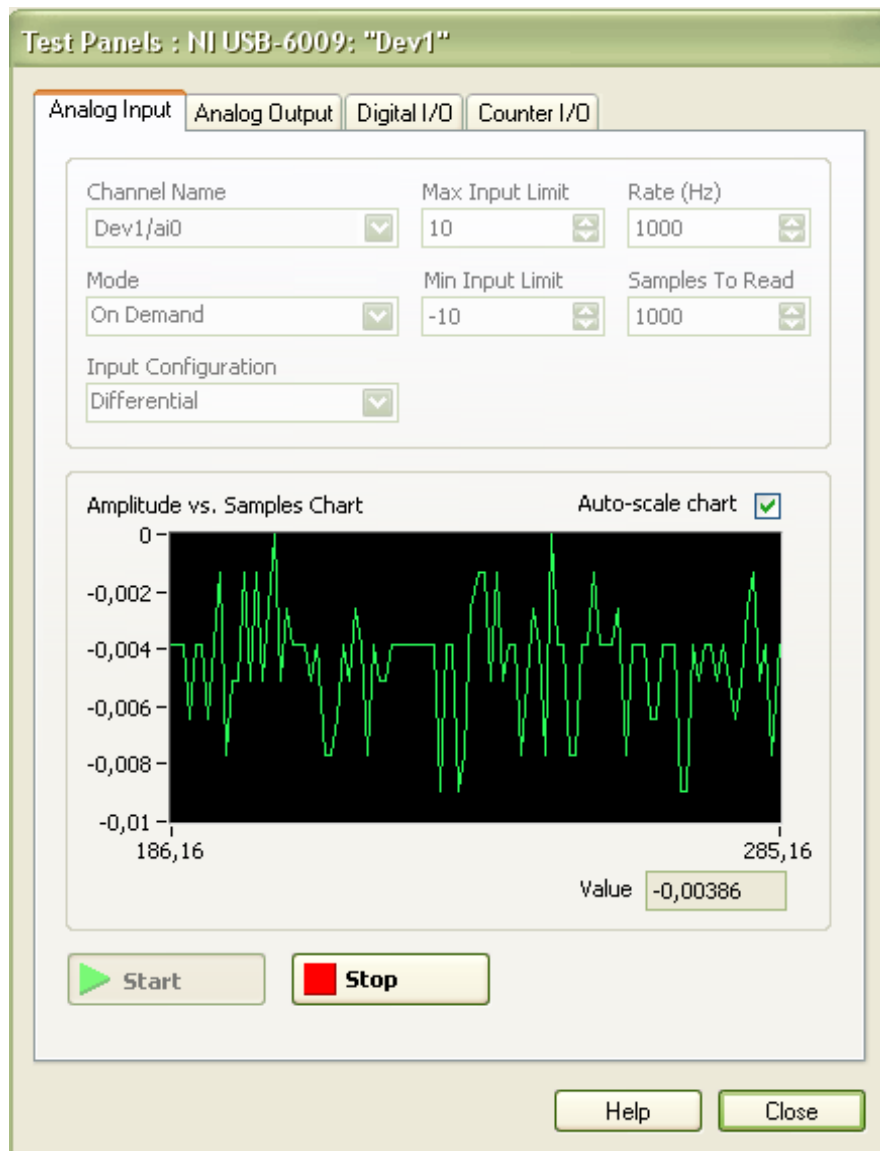 Test Panels : NI USB-6009: "Dev1"
Analog Input Analog Output Digital I/O Counter I/O
Channel Name Max Input Limit Rate (Hz)
Dev1/ai0 10 1000
Mode Min Input Limit Samples To Read
On Demand -10 1000
Input Configuration
Differential
Amplitude vs. Samples Chart Auto-scale chart
0
-0,002
-0,004
-0,006
-0,008
-0,01
186,16 285,16
Value -0,00386
Start Stop
Help Close